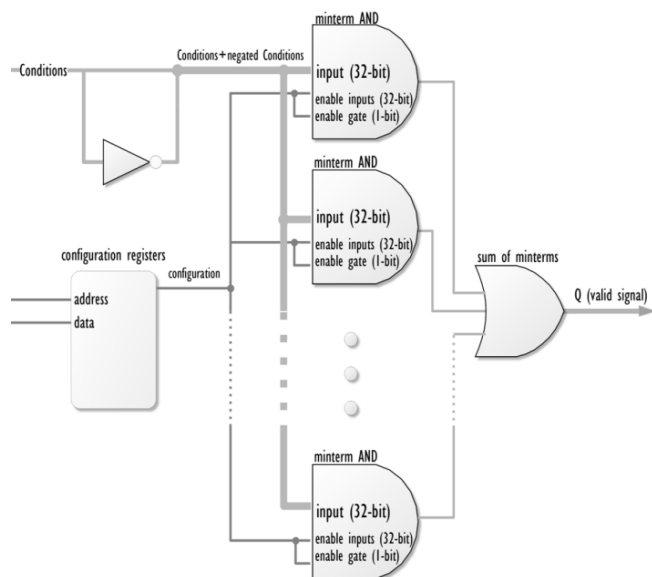 minterm AND
Conditions
Conditions+negated Conditions
input (32-bit)
enable inputs (32-bit)
enable gate (1-bit)
minterm AND
input (32-bit)
enable inputs (32-bit)
enable gate (1-bit)
configuration registers
configuration
address
data
sum of minterms
Q (valid signal)
minterm AND
input (32-bit)
enable inputs (32-bit)
enable gate (1-bit)